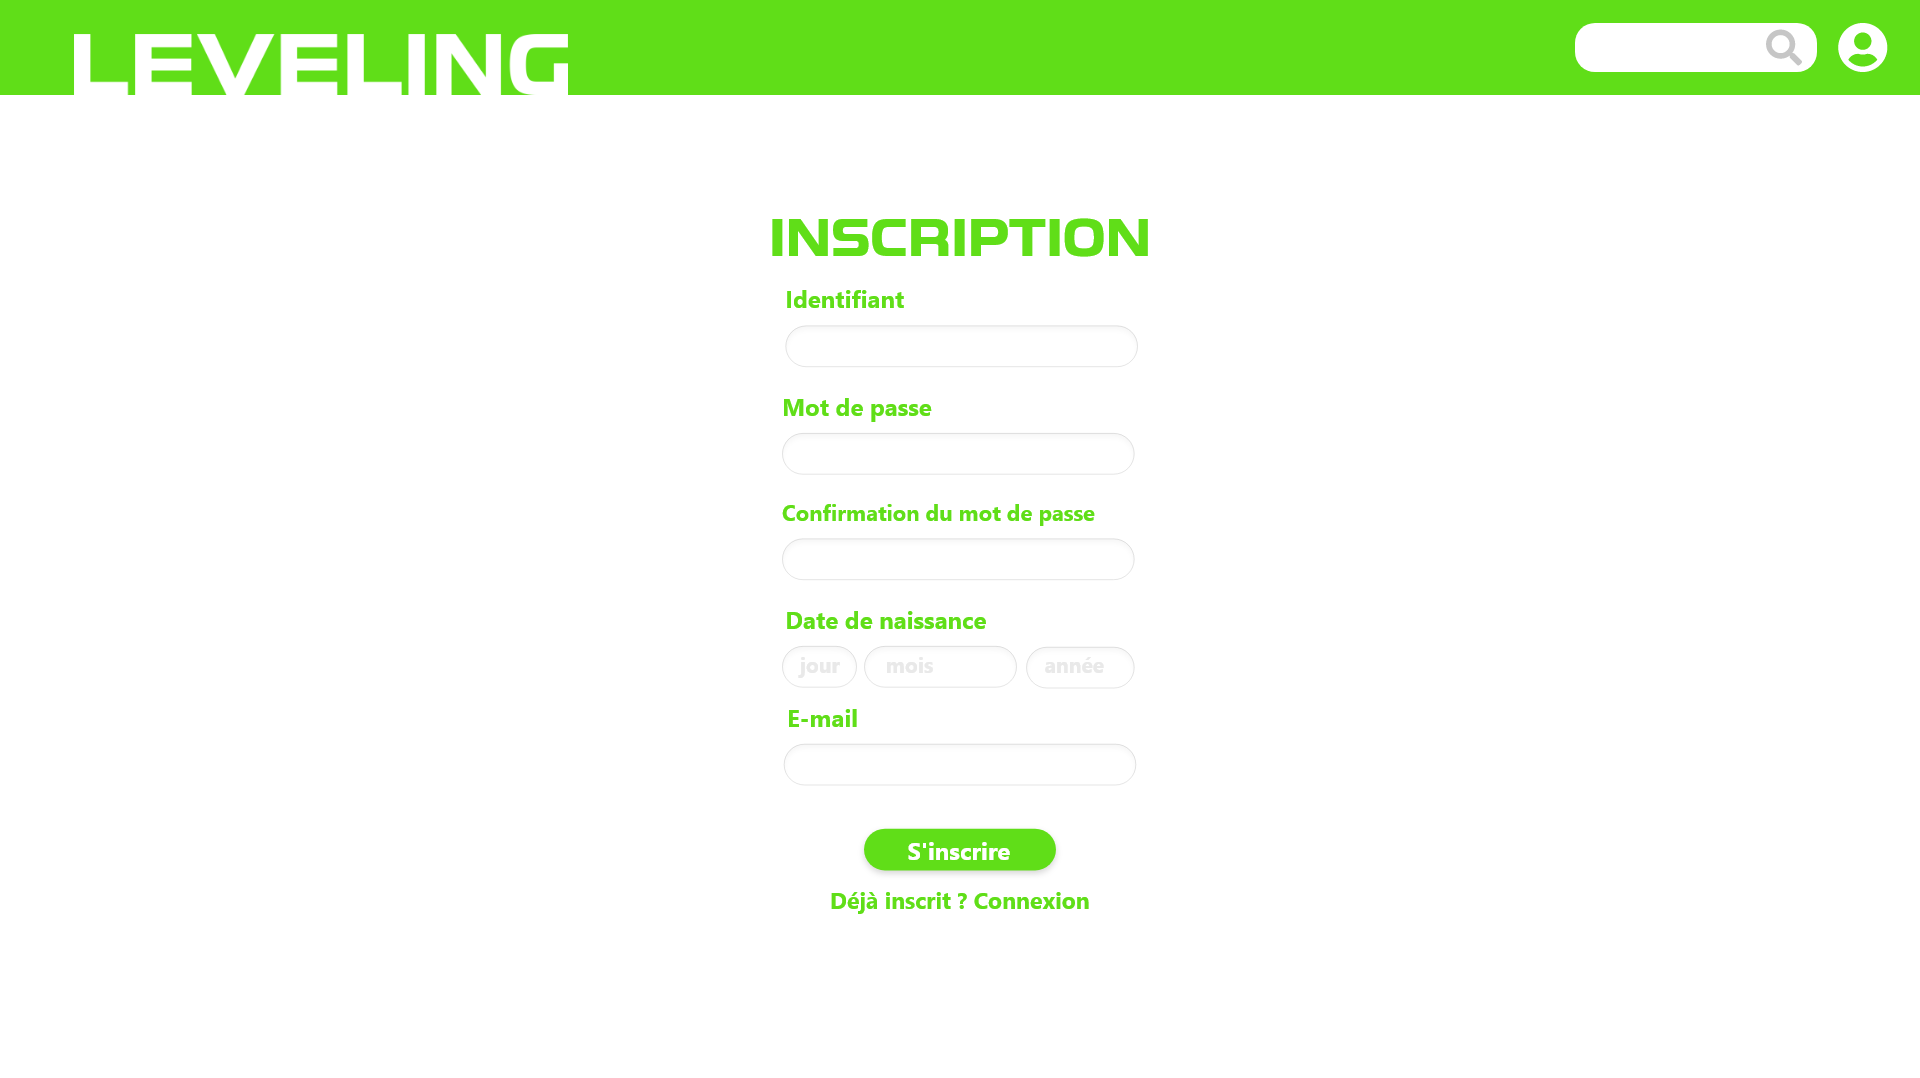 LEVELING
INSCRIPTION
Identifiant
Mot de passe
Confirmation du mot de passe
Date de naissance
jour mois année
E-mail
S'inscrire
Déjà inscrit ? Connexion